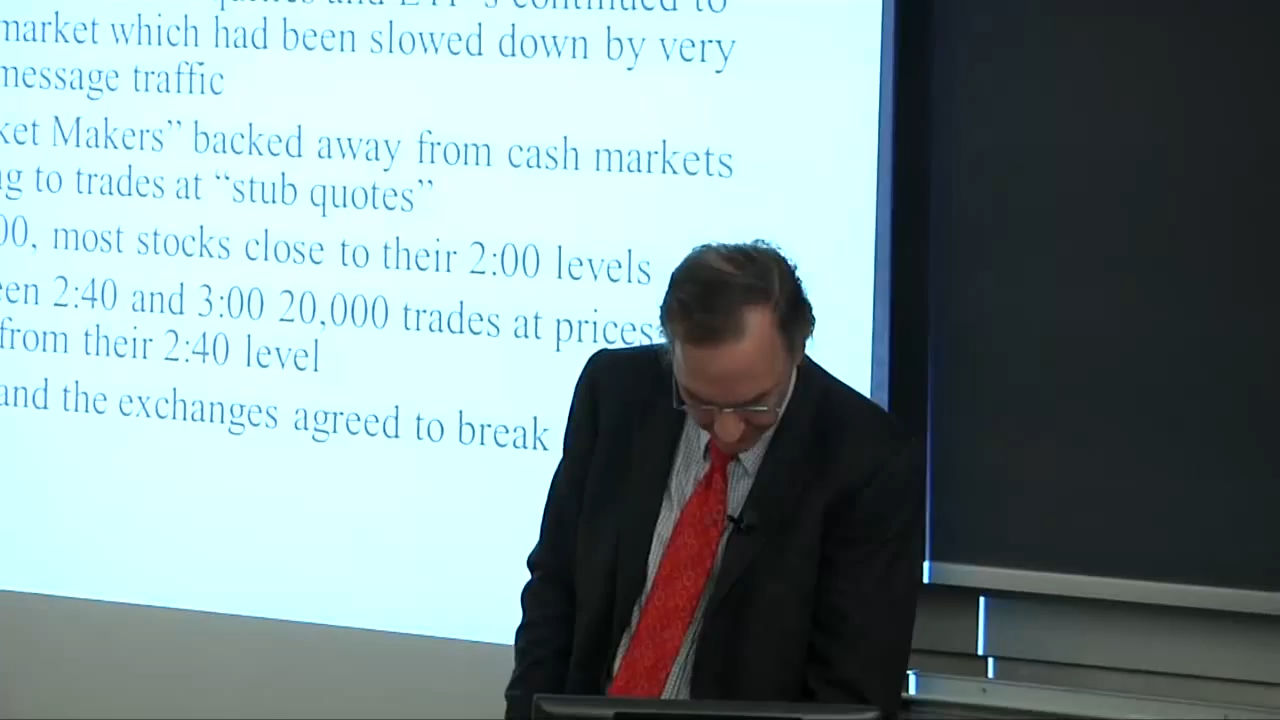 continued to
market which had been slowed down by very
message traffic
ket Makers” backed away from cash markets
g to trades at “stub quotes”
00, most stocks close to their 2:00 levels
een 2:40 and 3:00 20,000 trades at prices
from their 2:40 level
and the exchanges agreed to break